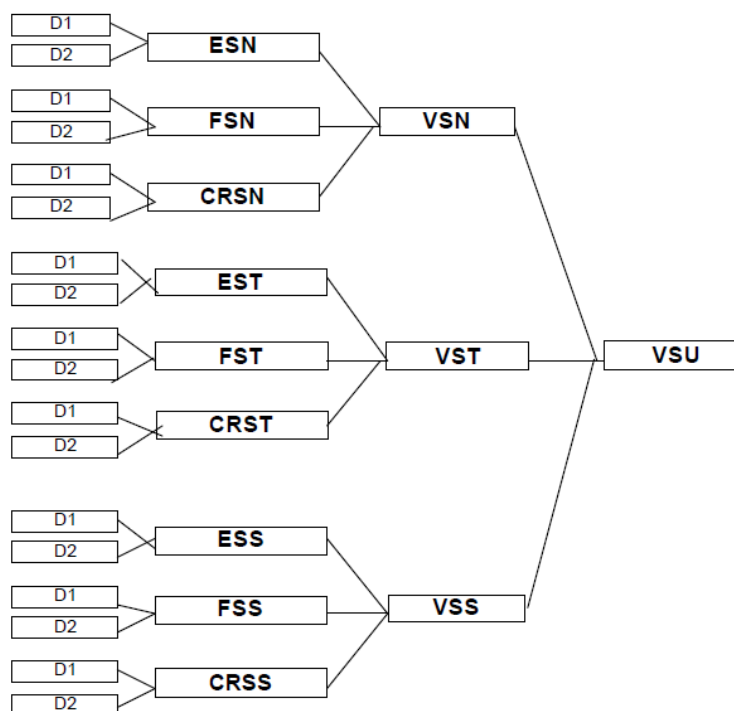 D1
D2
ESN
D1
D2
FSN
VSN
D1
D2
CRSN
D1
D2
EST
D1
D2
FST
VST
VSU
D1
D2
CRST
D1
D2
ESS
D1
D2
FSS
VSS
D1
D2
CRSS